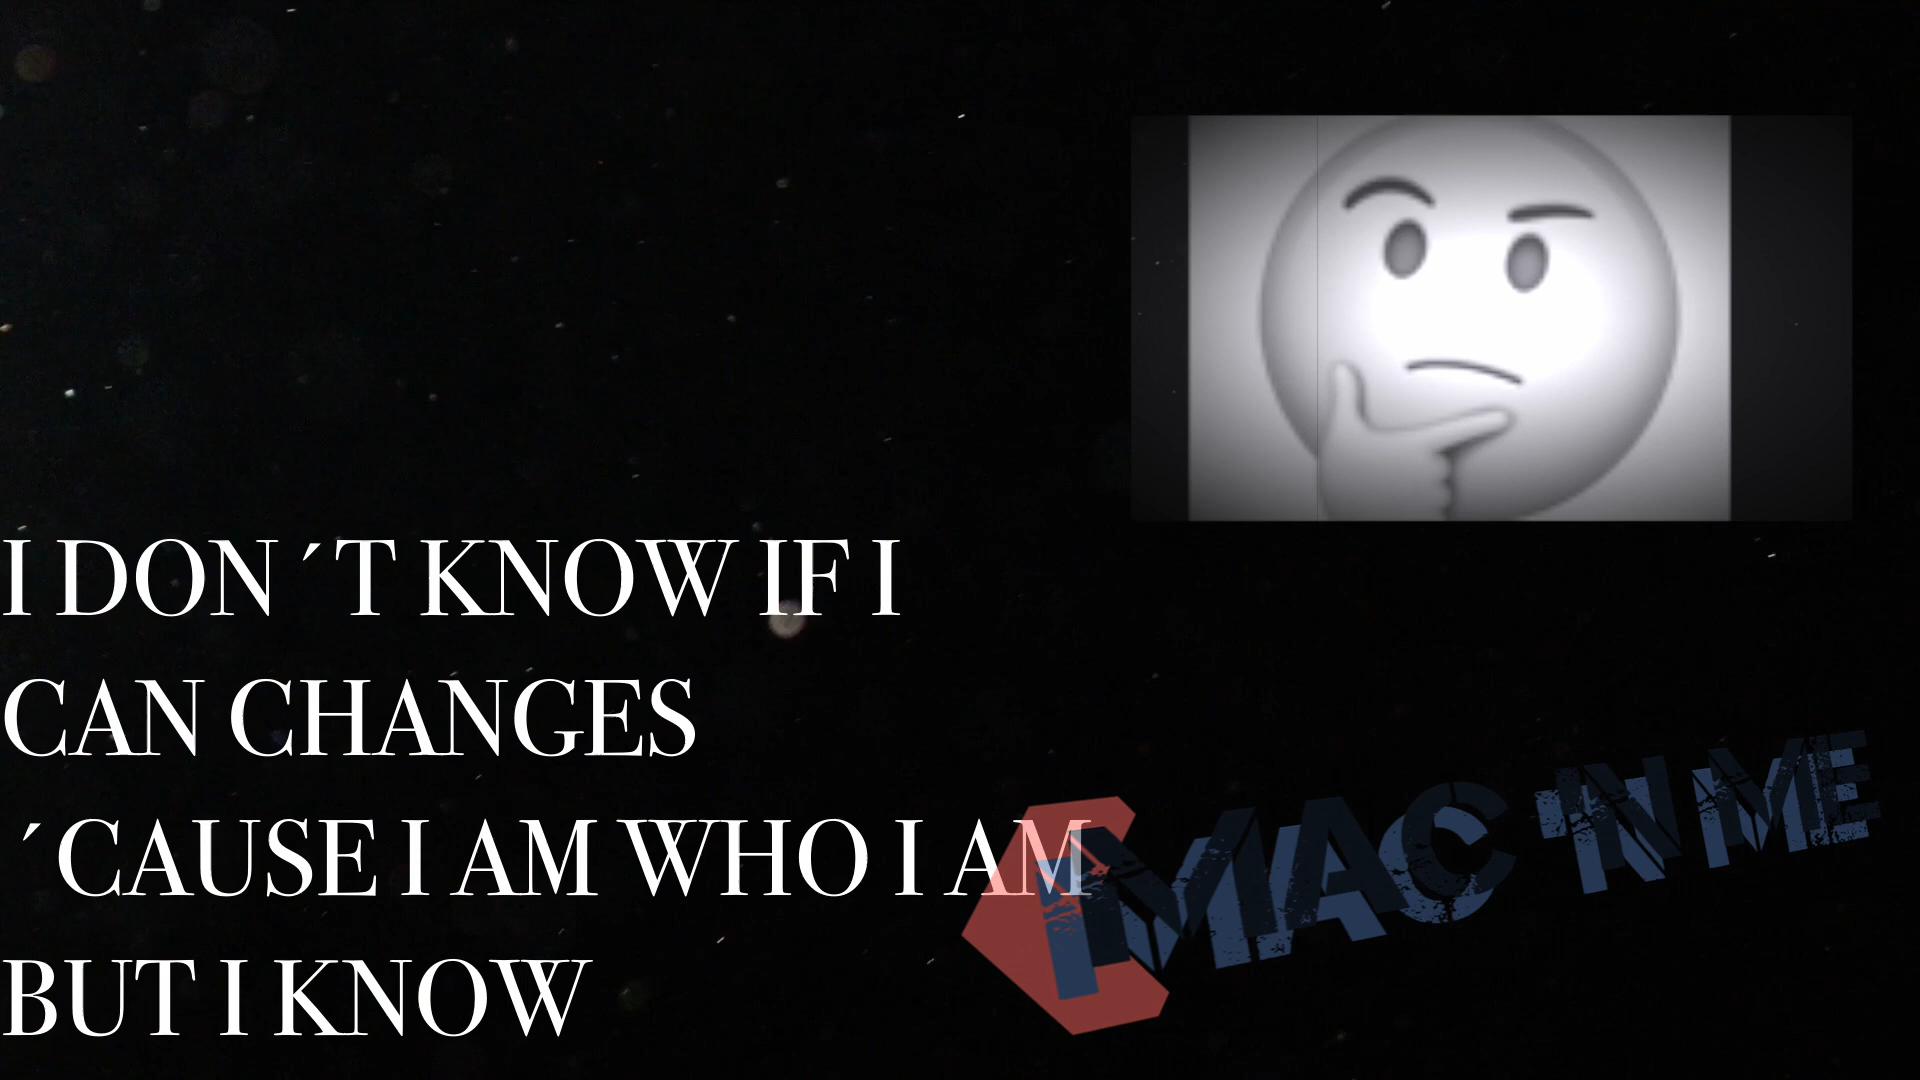 I DON´T KNOW IF I
CAN CHANGES
´CAUSE I AM WHO I AM
BUT I KNOW
MAC 'N ME